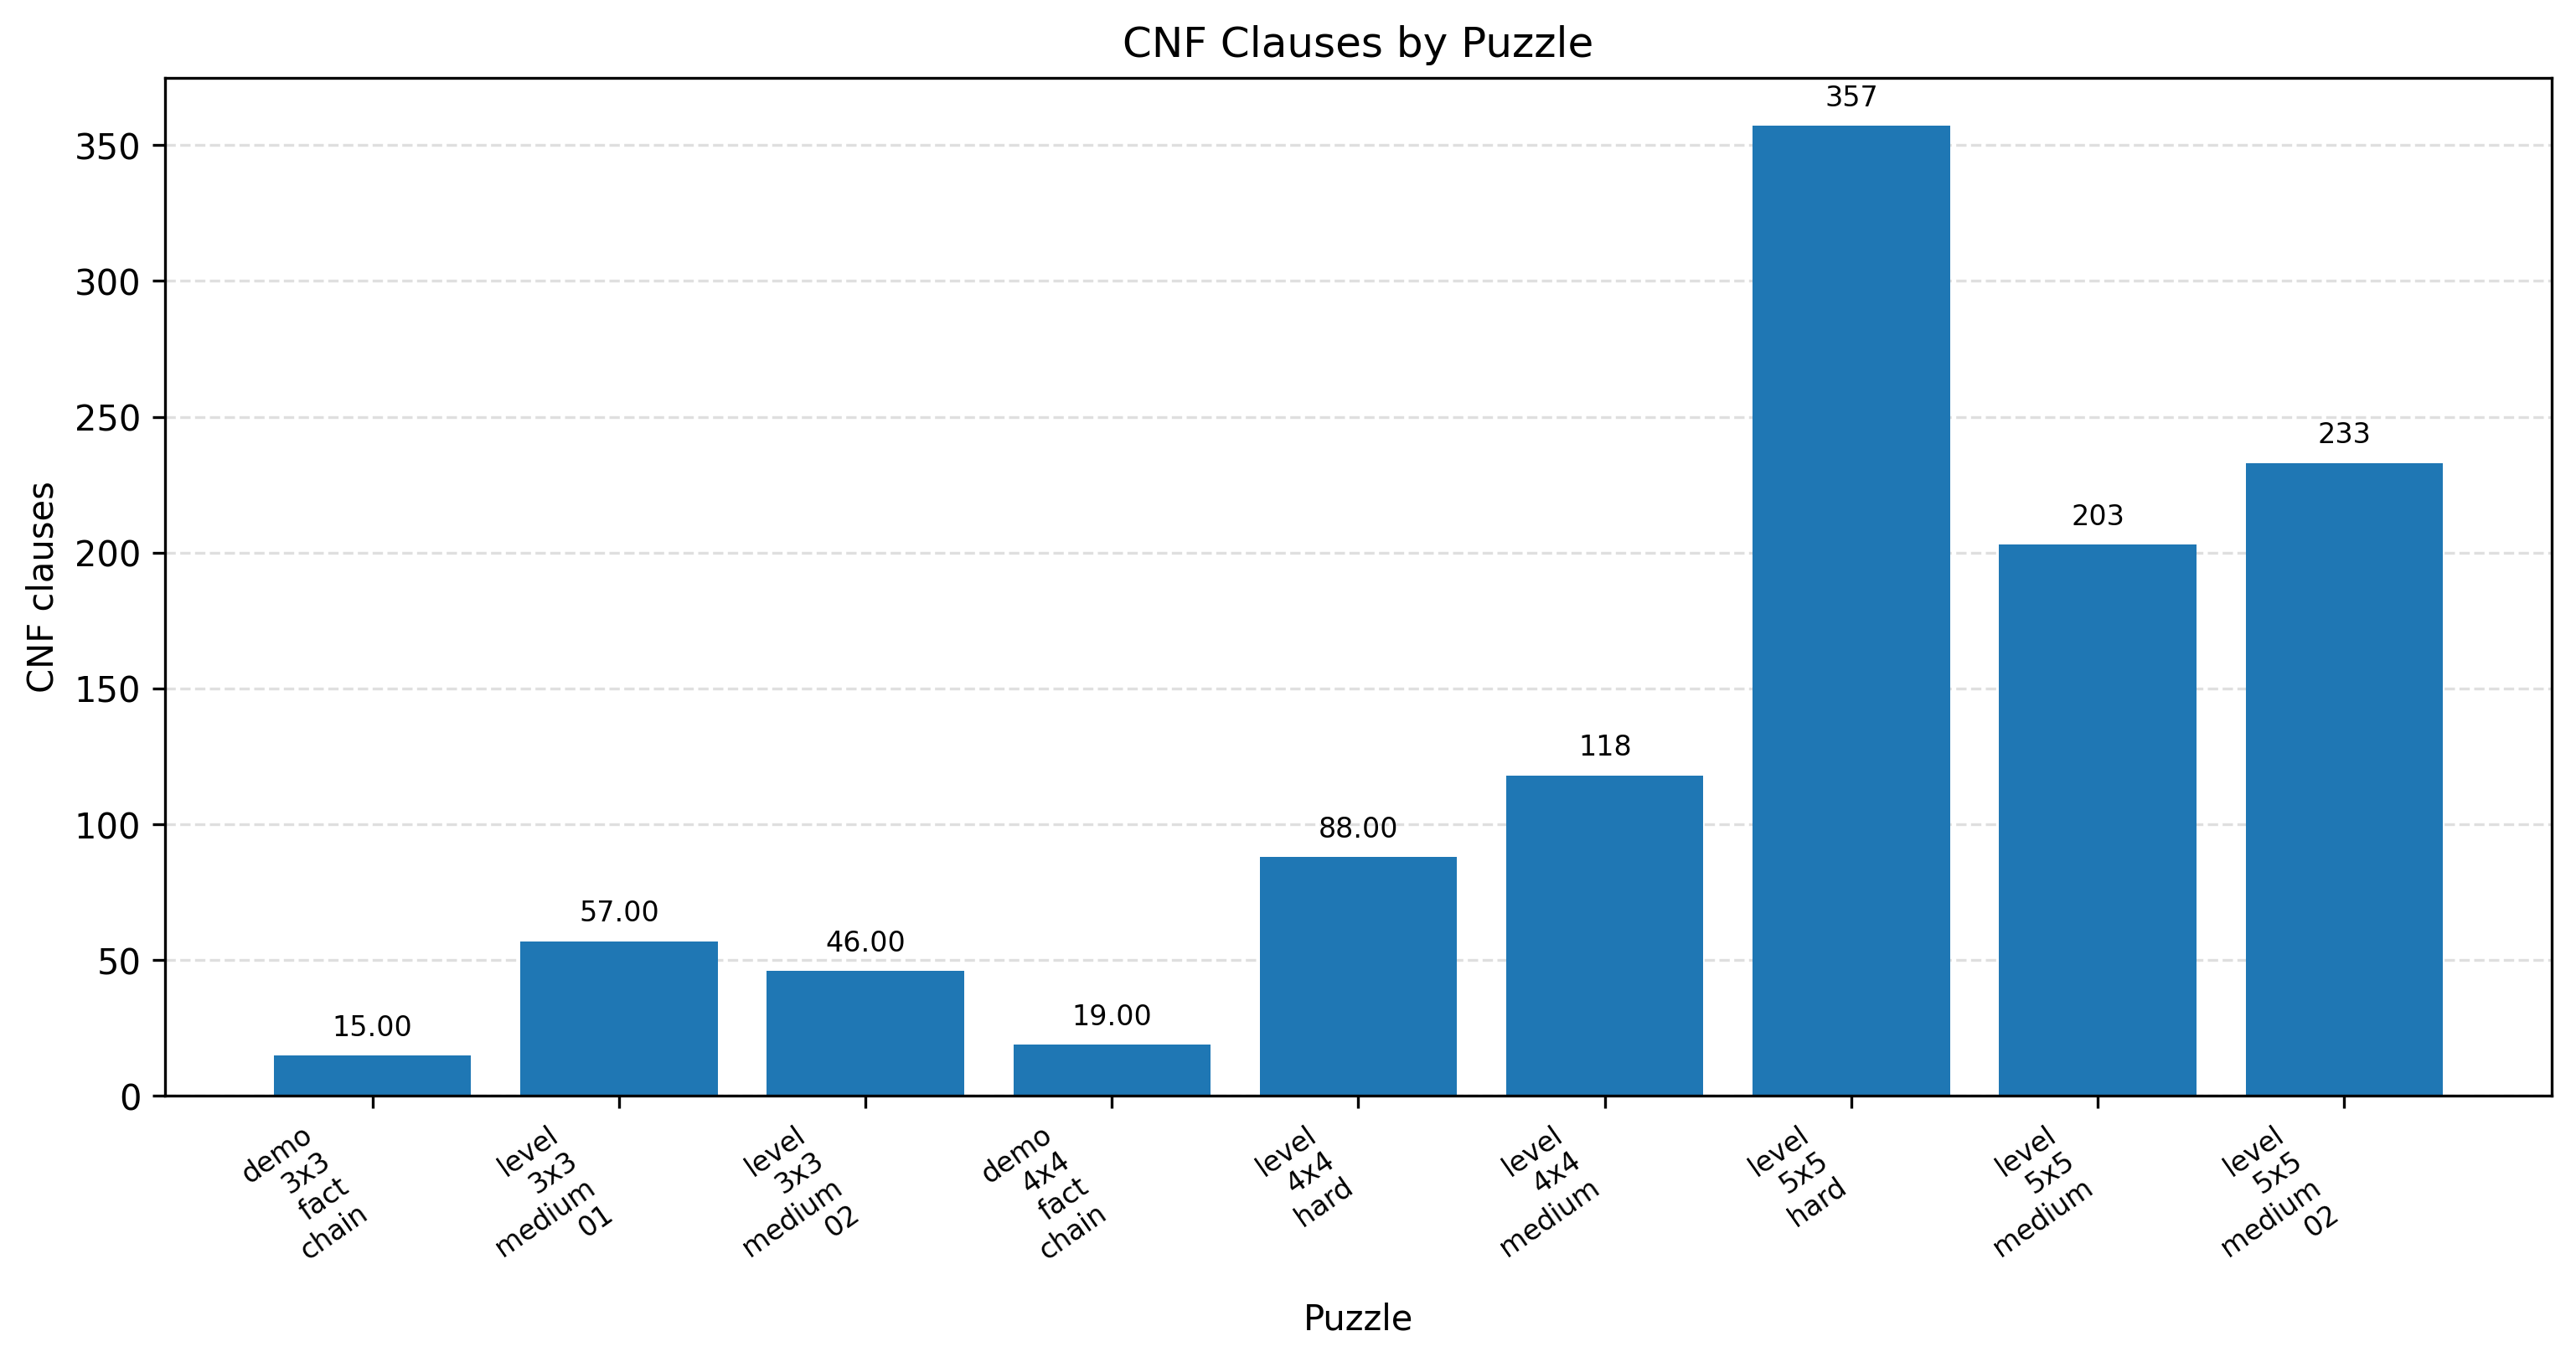 CNF Clauses by Puzzle
CNF clauses
350
300
250
200
150
100
50
0
15.00
57.00
46.00
19.00
88.00
118
357
203
233
demo
3x3
fact
chain
level
3x3
medium
01
level
3x3
medium
02
demo
4x4
fact
chain
level
4x4
hard
level
4x4
medium
level
5x5
hard
level
5x5
medium
level
5x5
medium
02
Puzzle